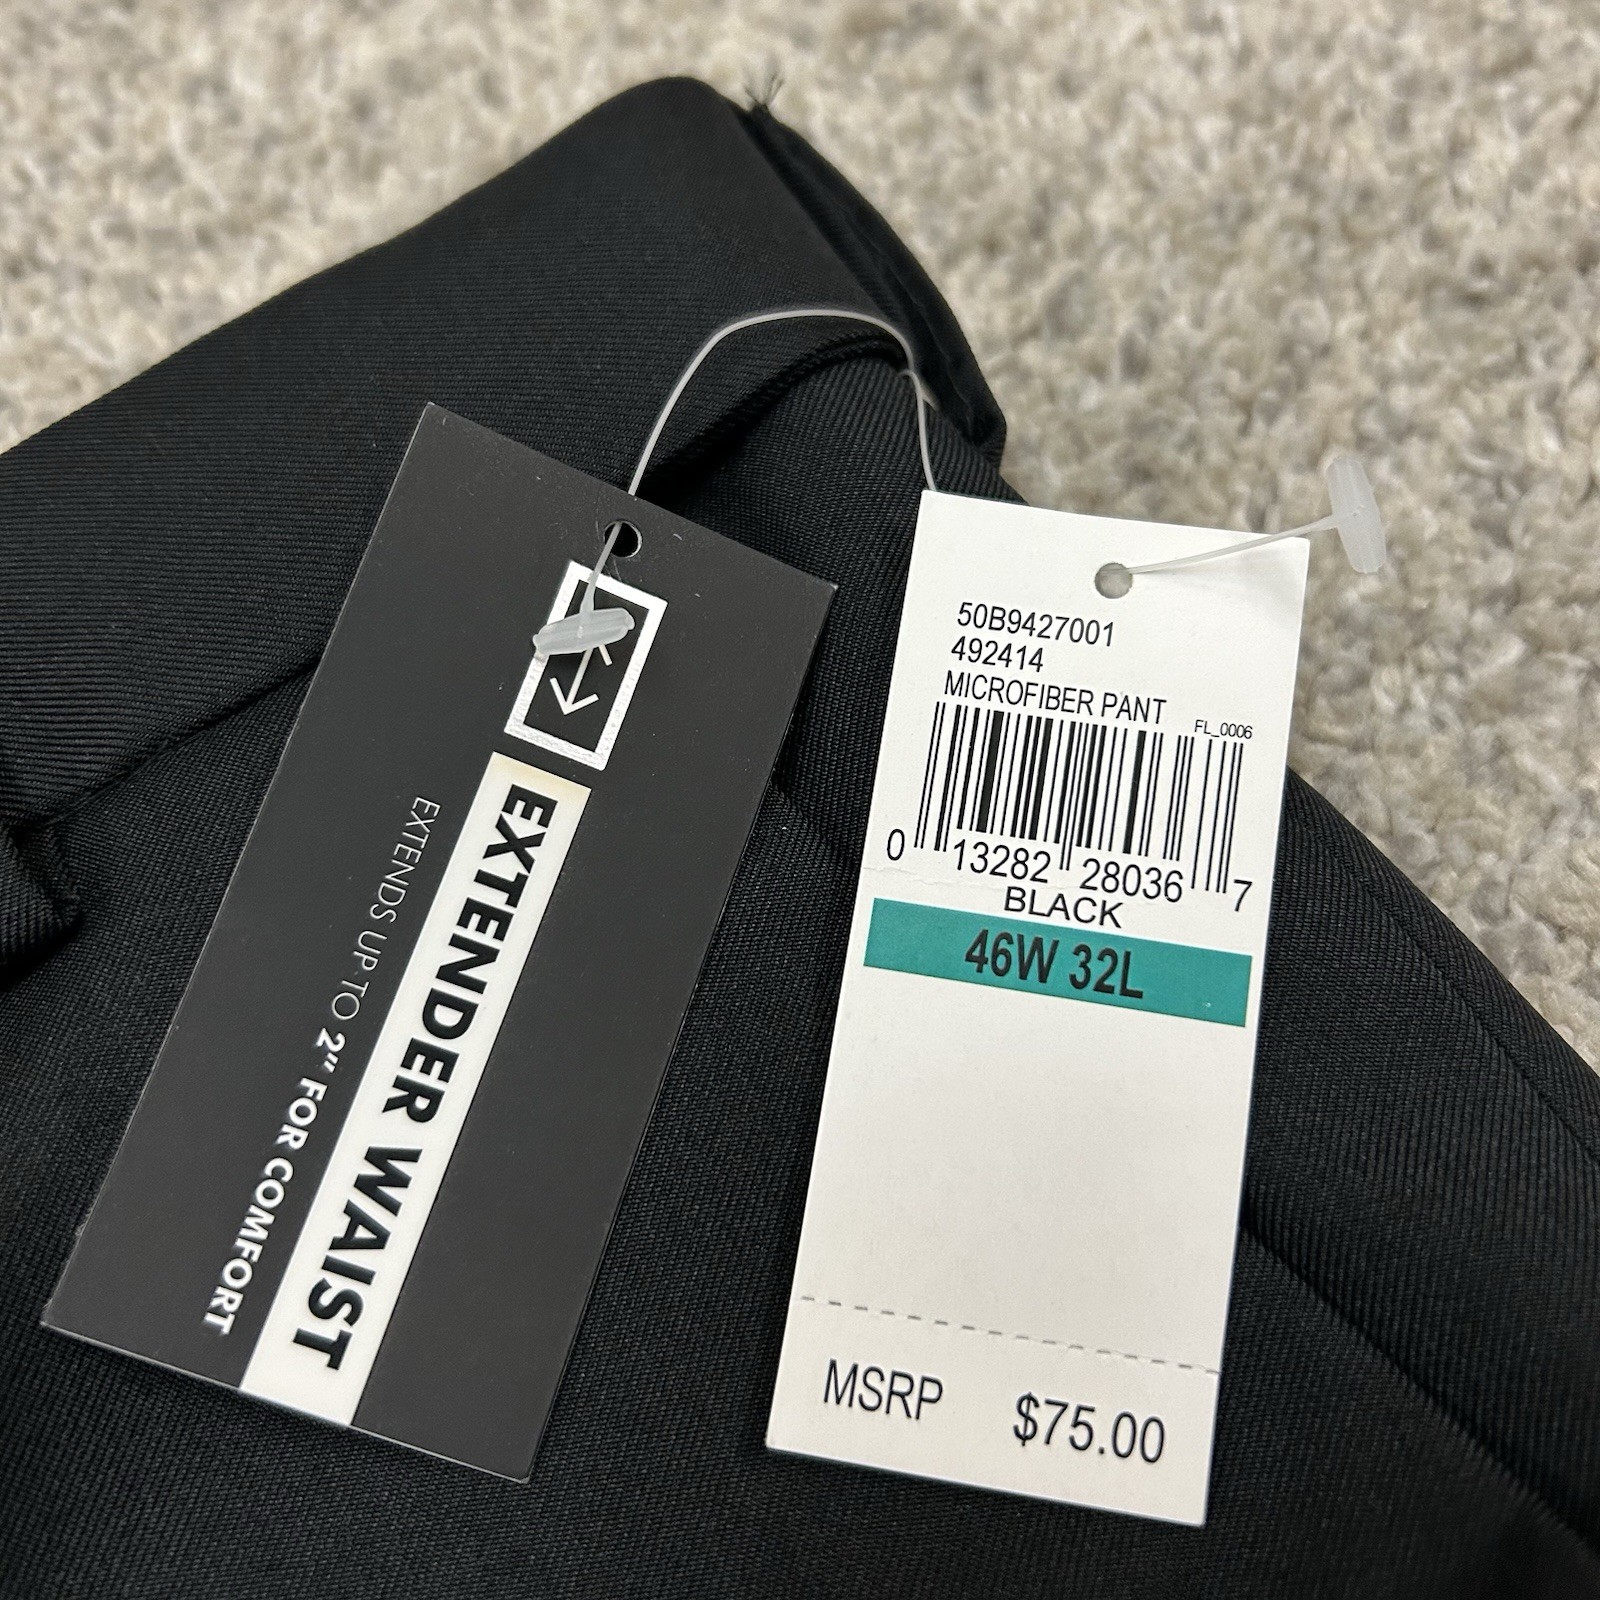 EXTENDER WAIST
EXTENDS UP TO 2" FOR COMFORT
50B9427001
492414
MICROFIBER PANT
FL_0006
0 13282 28036 7
BLACK
46W 32L
MSRP $75.00